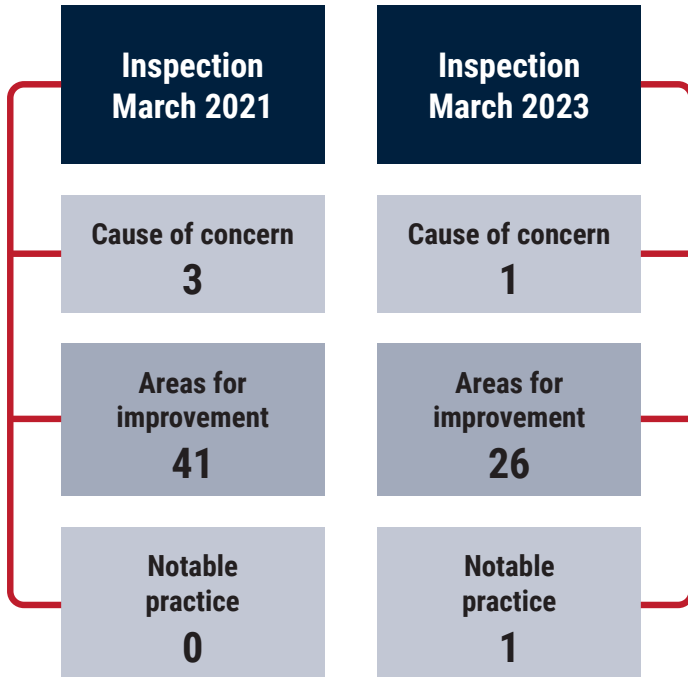 Inspection
March 2021
Cause of concern
3
Areas for
improvement
41
Notable
practice
0
Inspection
March 2023
Cause of concern
1
Areas for
improvement
26
Notable
practice
1